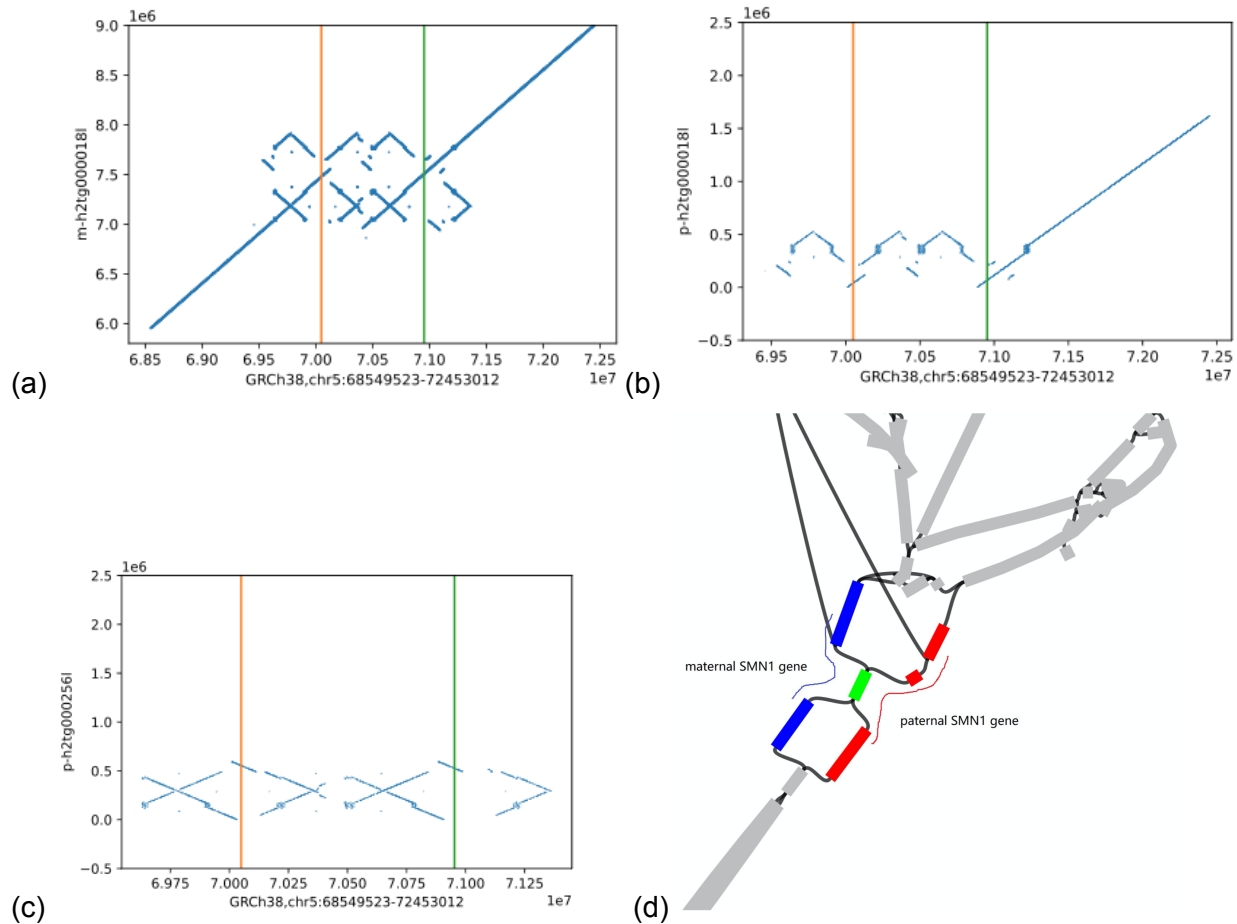 1e6
9.0
8.5
8.0
7.5
7.0
6.5
6.0
m-h2tg000018l
6.85 6.90 6.95 7.00 7.05 7.10 7.15 7.20 7.25
GRCh38,chr5:68549523-72453012
1e7
(a)
1e6
2.5
2.0
1.5
1.0
0.5
0.0
−0.5
p-h2tg000018l
6.95 7.00 7.05 7.10 7.15 7.20 7.25
GRCh38,chr5:68549523-72453012
1e7
(b)
1e6
2.5
2.0
1.5
1.0
0.5
0.0
−0.5
p-h2tg000256l
6.975 7.000 7.025 7.050 7.075 7.100 7.125
GRCh38,chr5:68549523-72453012
1e7
(c)
maternal SMN1 gene
paternal SMN1 gene
(d)